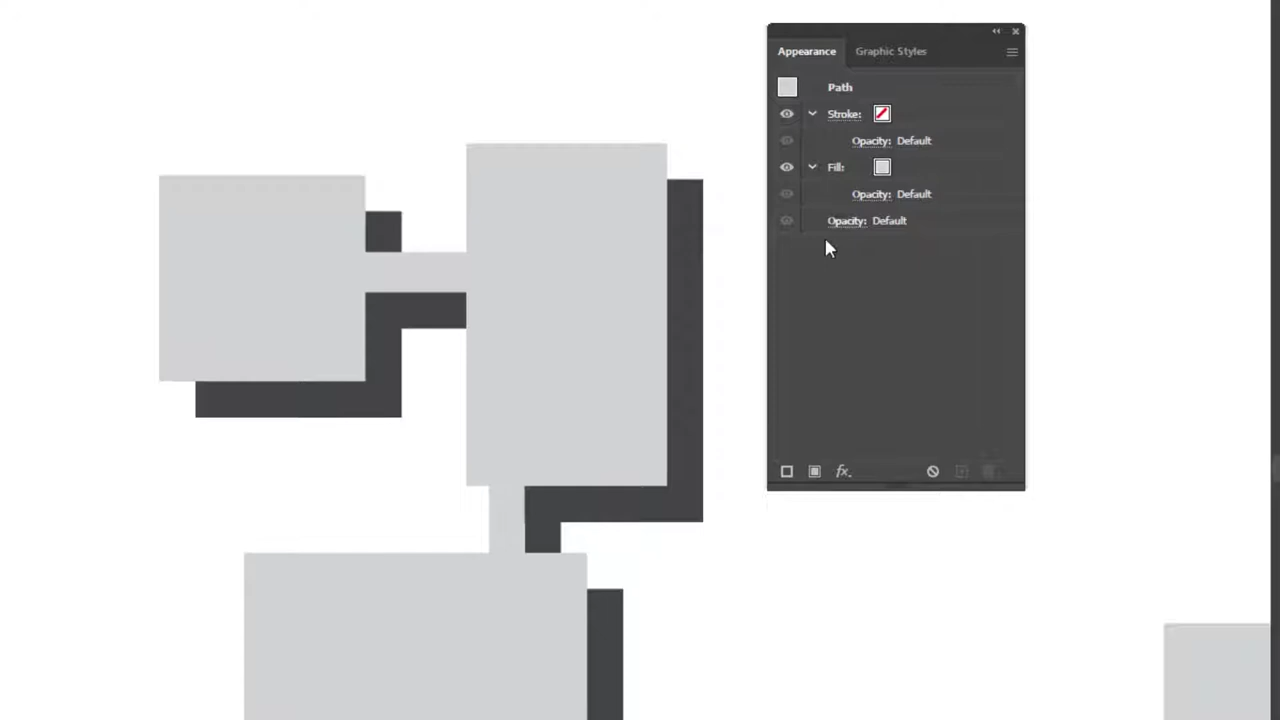 Appearance Graphic Styles
Path
Stroke:
Opacity: Default
Fill:
Opacity: Default
Opacity: Default
fx.